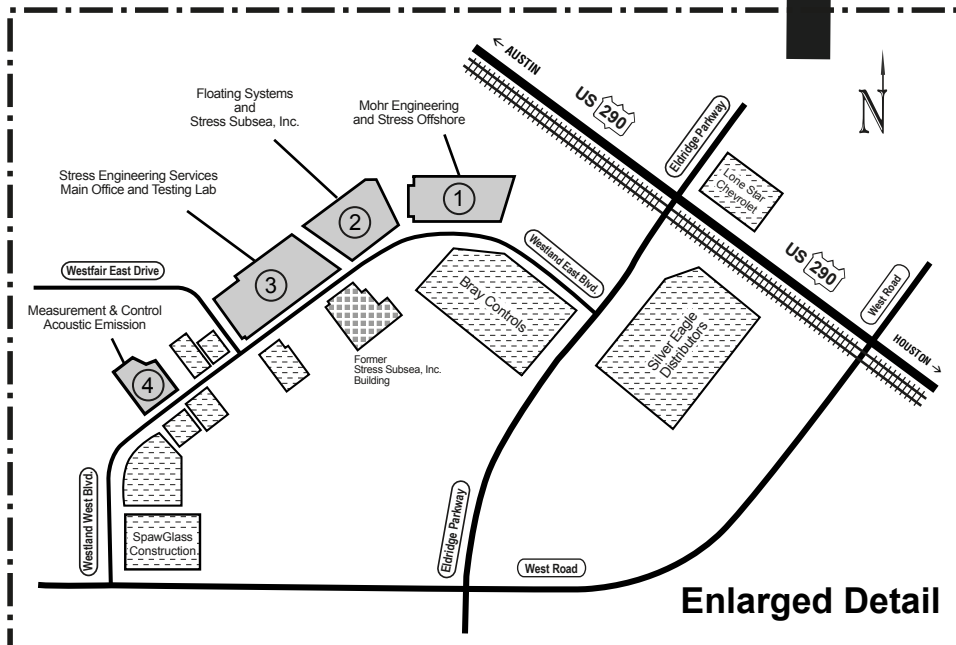 ← AUSTIN
US 290
Eldridge Parkway
N
Floating Systems
and
Stress Subsea, Inc.
Mohr Engineering
and Stress Offshore
Lone Star
Chevrolet
Stress Engineering Services
Main Office and Testing Lab
1
2
3
4
Westland East Blvd.
US 290
West Road
HOUSTON →
Westfair East Drive
Bray Controls
Silver Eagle
Distributors
Measurement & Control
Acoustic Emission
Former
Stress Subsea, Inc.
Building
Westland West Blvd.
Eldridge Parkway
SpawGlass
Construction
West Road
Enlarged Detail